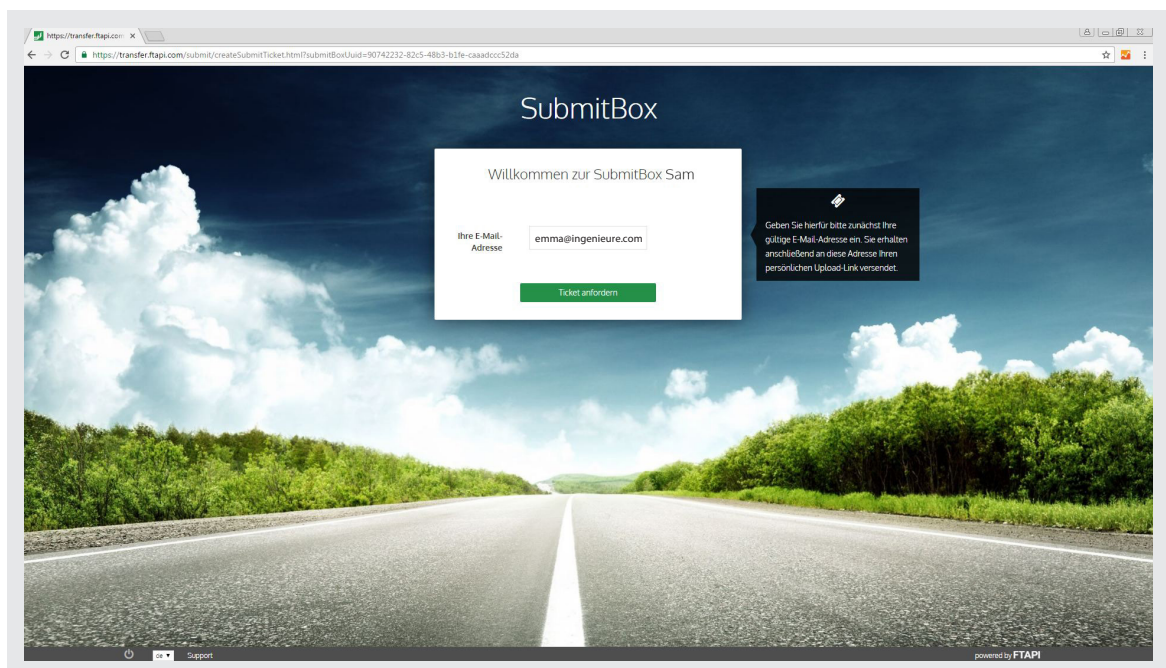 https://transfer.ftapi.com
https://transfer.ftapi.com/submit/createSubmitTicket.html?submitBoxUuid=90742232-82c5-48b3-b1fe-caaadccc52da
SubmitBox
Willkommen zur SubmitBox Sam
Ihre E-Mail-
Adresse
emma@ingenieure.com
Ticket anfordern
Geben Sie hierfür bitte zunächst Ihre
gültige E-Mail-Adresse ein. Sie erhalten
anschließend an diese Adresse Ihren
persönlichen Upload-Link versendet.
de
Support
powered by FTAPI